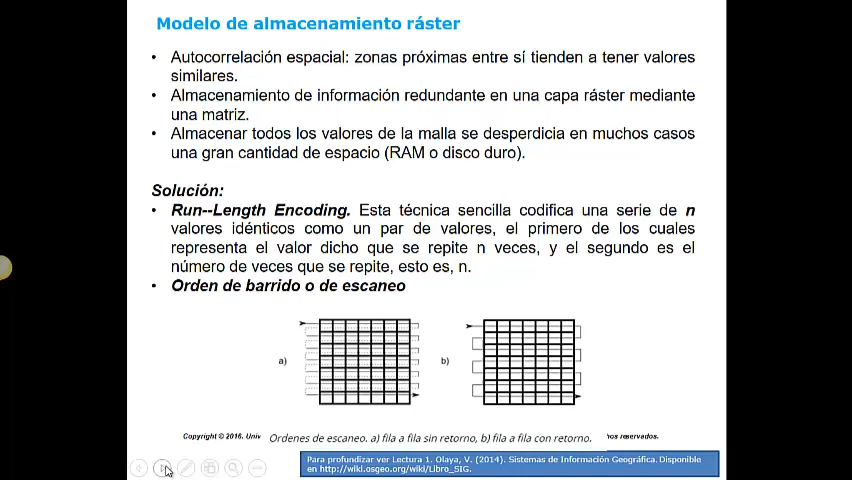 Modelo de almacenamiento ráster
• Autocorrelación espacial: zonas próximas entre sí tienden a tener valores
similares.
• Almacenamiento de información redundante en una capa ráster mediante
una matriz.
• Almacenar todos los valores de la malla se desperdicia en muchos casos
una gran cantidad de espacio (RAM o disco duro).
Solución:
• Run--Length Encoding. Esta técnica sencilla codifica una serie de n
valores idénticos como un par de valores, el primero de los cuales
representa el valor dicho que se repite n veces, y el segundo es el
número de veces que se repite, esto es, n.
• Orden de barrido o de escaneo
a)
b)
Copyright © 2016. Univ
Ordenes de escaneo. a) fila a fila sin retorno, b) fila a fila con retorno.
hos reservados.
Para profundizar ver Lectura 1. Olaya, V. (2014). Sistemas de Información Geográfica. Disponible
en http://wiki.osgeo.org/wiki/Libro_SIG.